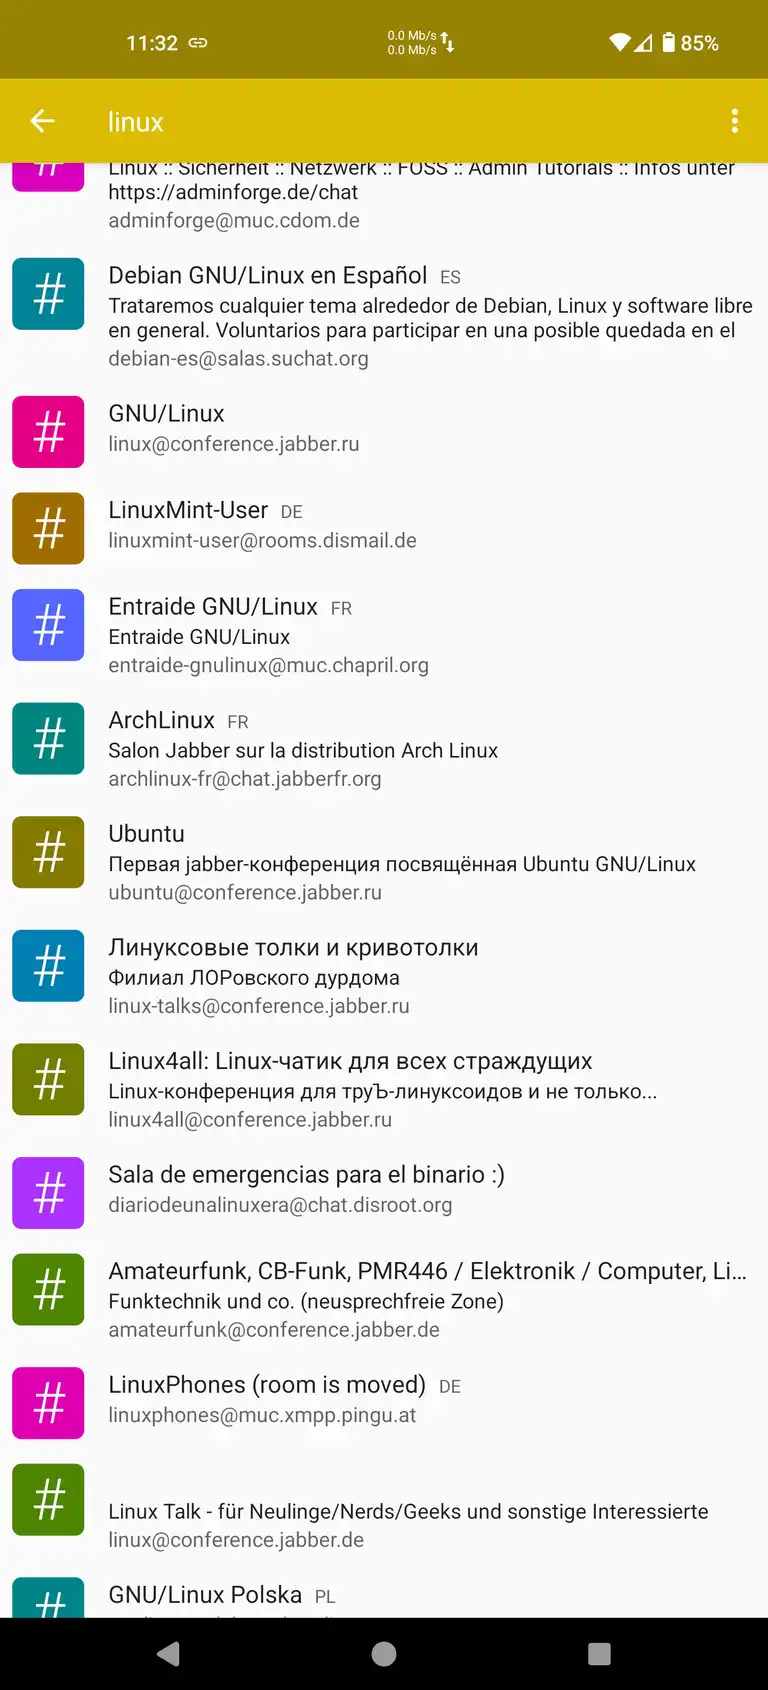 11:32
0.0 Mb/s
0.0 Mb/s
85%
linux
#
Linux :: Sicherheit :: Netzwerk :: FOSS :: Admin Tutorials :: Infos unter
https://adminforge.de/chat
adminforge@muc.cdom.de
#
Debian GNU/Linux en Español ES
Trataremos cualquier tema alrededor de Debian, Linux y software libre
en general. Voluntarios para participar en una posible quedada en el
debian-es@salas.suchat.org
#
GNU/Linux
linux@conference.jabber.ru
#
LinuxMint-User DE
linuxmint-user@rooms.dismail.de
#
Entraide GNU/Linux FR
Entraide GNU/Linux
entraide-gnulinux@muc.chapril.org
#
ArchLinux FR
Salon Jabber sur la distribution Arch Linux
archlinux-fr@chat.jabberfr.org
#
Ubuntu
Первая jabber-конференция посвящённая Ubuntu GNU/Linux
ubuntu@conference.jabber.ru
#
Линуксовые толки и кривотолки
Филиал ЛОРовского дурдома
linux-talks@conference.jabber.ru
#
Linux4all: Linux-чатик для всех страждущих
Linux-конференция для труЪ-линуксоидов и не только...
linux4all@conference.jabber.ru
#
Sala de emergencias para el binario :)
diariodeunalinuxera@chat.disroot.org
#
Amateurfunk, CB-Funk, PMR446 / Elektronik / Computer, Li...
Funktechnik und co. (neusprechfreie Zone)
amateurfunk@conference.jabber.de
#
LinuxPhones (room is moved) DE
linuxphones@muc.xmpp.pingu.at
#
Linux Talk - für Neulinge/Nerds/Geeks und sonstige Interessierte
linux@conference.jabber.de
#
GNU/Linux Polska PL